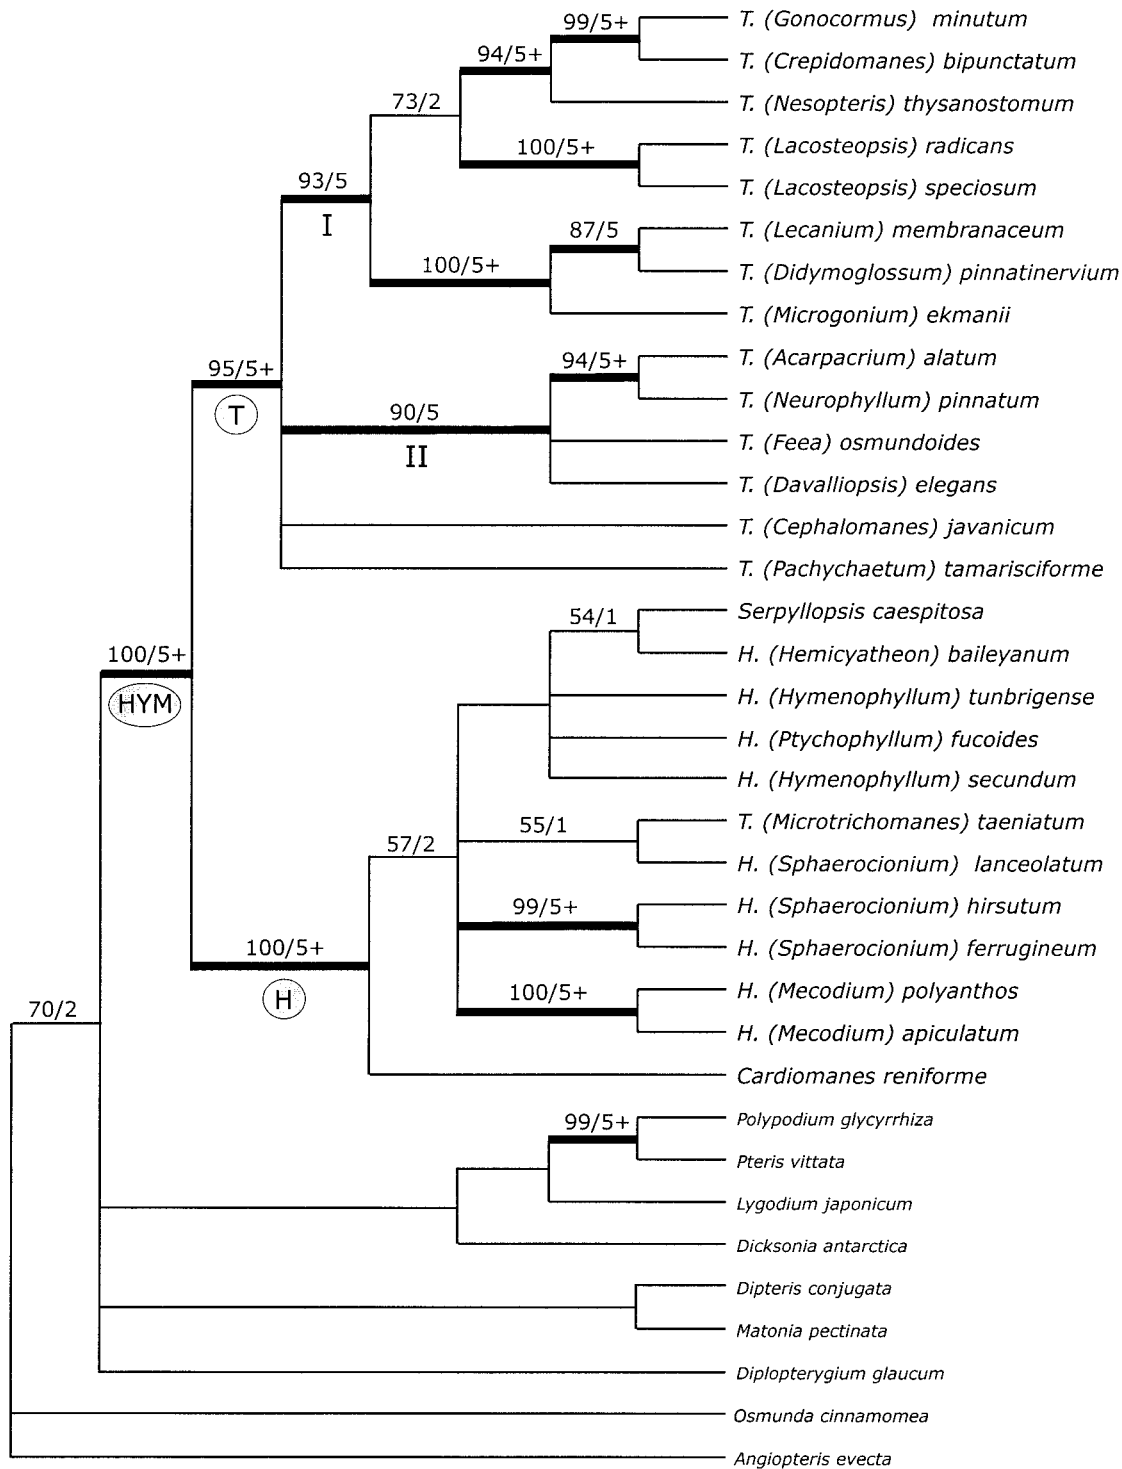 99/5+
T. (Gonocormus) minutum
94/5+
T. (Crepidomanes) bipunctatum
73/2
T. (Nesopteris) thysanostomum
100/5+
T. (Lacosteopsis) radicans
93/5
T. (Lacosteopsis) speciosum
I
87/5
T. (Lecanium) membranaceum
100/5+
T. (Didymoglossum) pinnatinervium
T. (Microgonium) ekmanii
95/5+
94/5+
T. (Acarpacrium) alatum
T
90/5
T. (Neurophyllum) pinnatum
II
T. (Feea) osmundoides
T. (Davalliopsis) elegans
T. (Cephalomanes) javanicum
T. (Pachychaetum) tamarisciforme
54/1
Serpyllopsis caespitosa
100/5+
H. (Hemicyatheon) baileyanum
HYM
H. (Hymenophyllum) tunbrigense
H. (Ptychophyllum) fucoides
H. (Hymenophyllum) secundum
57/2
55/1
T. (Microtrichomanes) taeniatum
H. (Sphaerocionium) lanceolatum
99/5+
H. (Sphaerocionium) hirsutum
100/5+
H. (Sphaerocionium) ferrugineum
H
100/5+
H. (Mecodium) polyanthos
70/2
H. (Mecodium) apiculatum
Cardiomanes reniforme
99/5+
Polypodium glycyrrhiza
Pteris vittata
Lygodium japonicum
Dicksonia antarctica
Dipteris conjugata
Matonia pectinata
Diplopterygium glaucum
Osmunda cinnamomea
Angiopteris evecta